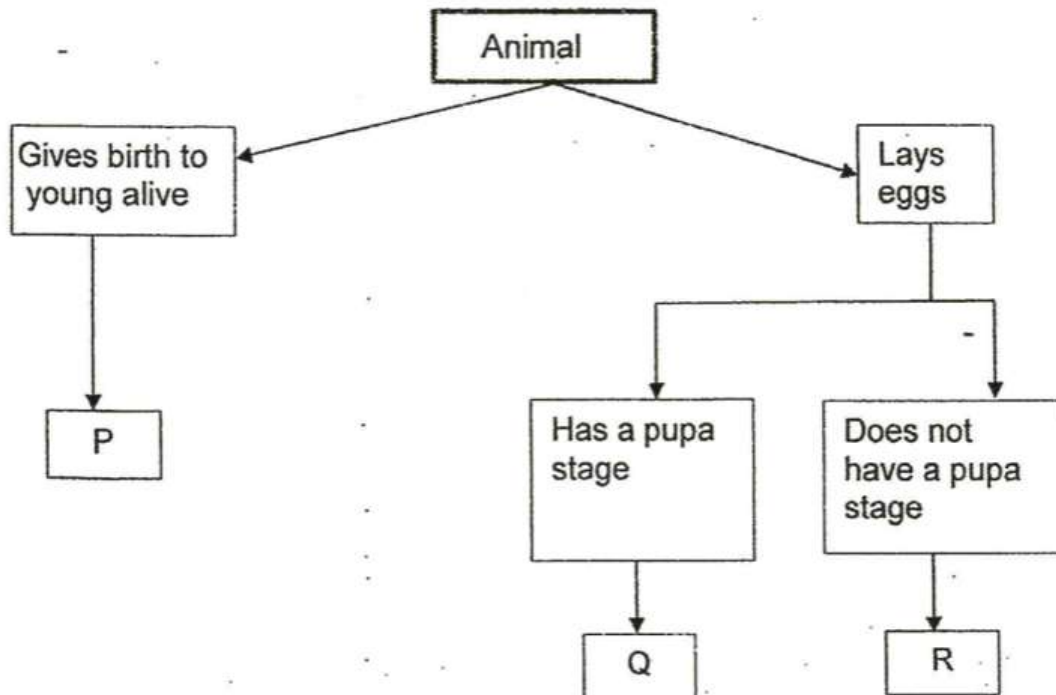 Animal
Gives birth to
young alive
Lays
eggs
P
Has a pupa
stage
Does not
have a pupa
stage
Q
R